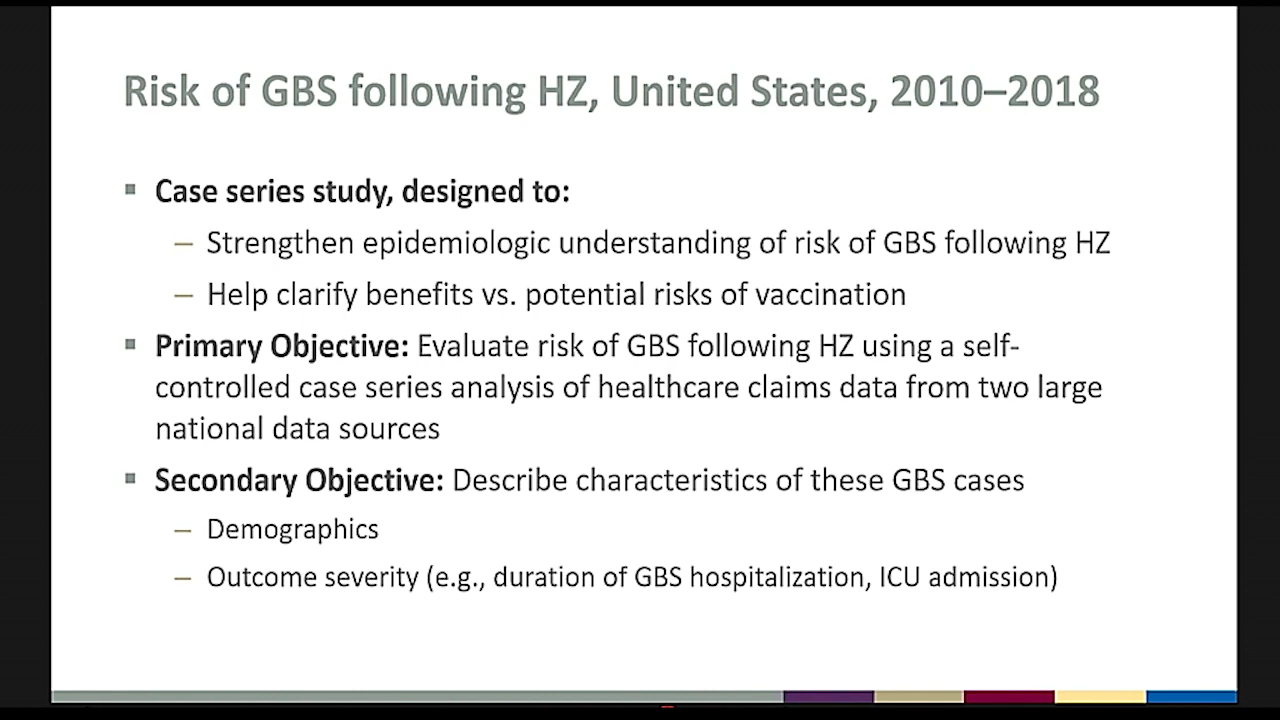 Risk of GBS following HZ, United States, 2010–2018
▪ Case series study, designed to:
– Strengthen epidemiologic understanding of risk of GBS following HZ
– Help clarify benefits vs. potential risks of vaccination
▪ Primary Objective: Evaluate risk of GBS following HZ using a self-
controlled case series analysis of healthcare claims data from two large
national data sources
▪ Secondary Objective: Describe characteristics of these GBS cases
– Demographics
– Outcome severity (e.g., duration of GBS hospitalization, ICU admission)